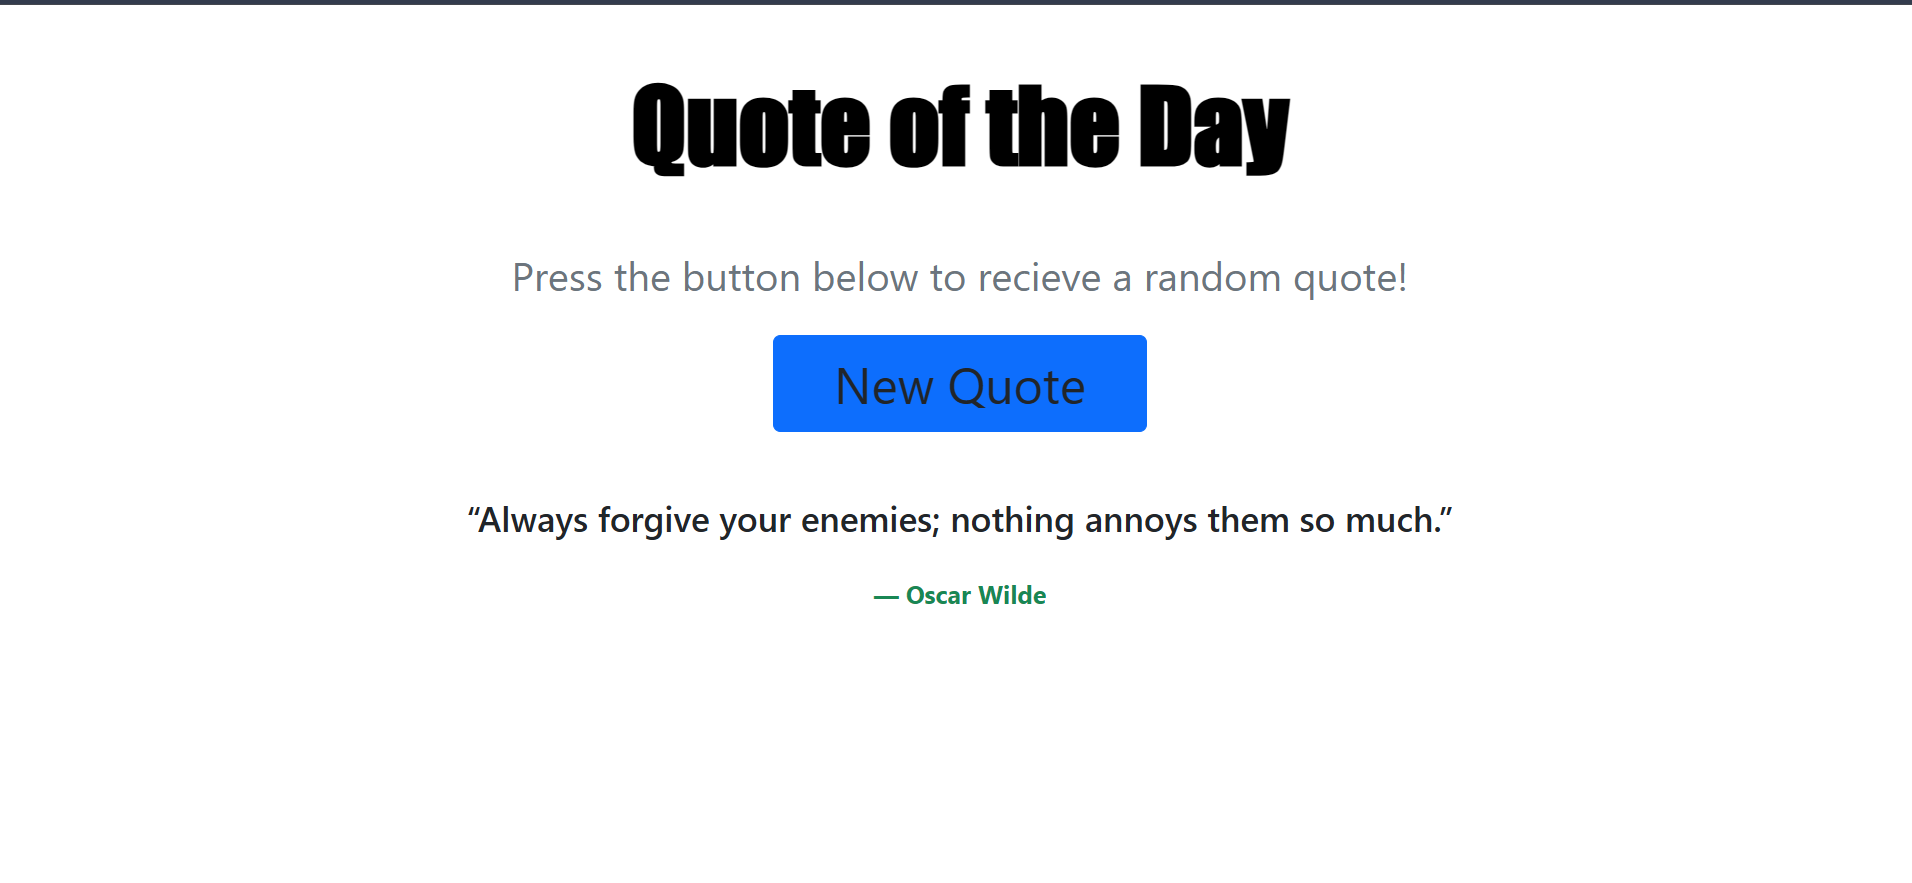 Quote of the Day
Press the button below to recieve a random quote!
New Quote
“Always forgive your enemies; nothing annoys them so much.”
— Oscar Wilde